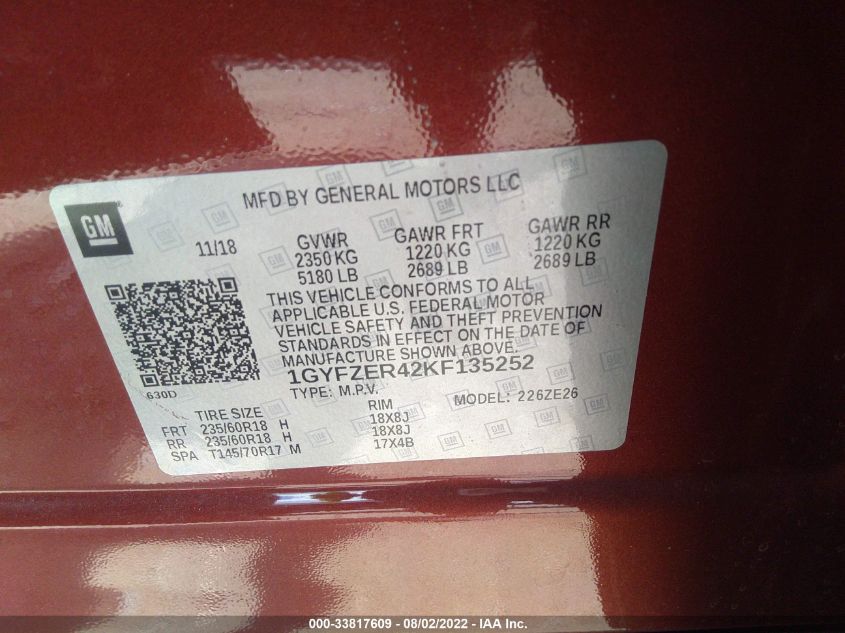 MFD BY GENERAL MOTORS LLC
GM
11/18
GVWR GAWR FRT GAWR RR
2350 KG 1220 KG 1220 KG
5180 LB 2689 LB 2689 LB
THIS VEHICLE CONFORMS TO ALL
APPLICABLE U.S. FEDERAL MOTOR
VEHICLE SAFETY AND THEFT PREVENTION
STANDARDS IN EFFECT ON THE DATE OF
MANUFACTURE SHOWN ABOVE.
1GYFZER42KF135252
630D
TYPE: M.P.V. MODEL: 226ZE26
TIRE SIZE RIM
FRT 235/60R18 H 18X8J
RR 235/60R18 H 18X8J
SPA T145/70R17 M 17X4B
000-33817609 - 08/02/2022 - IAA Inc.